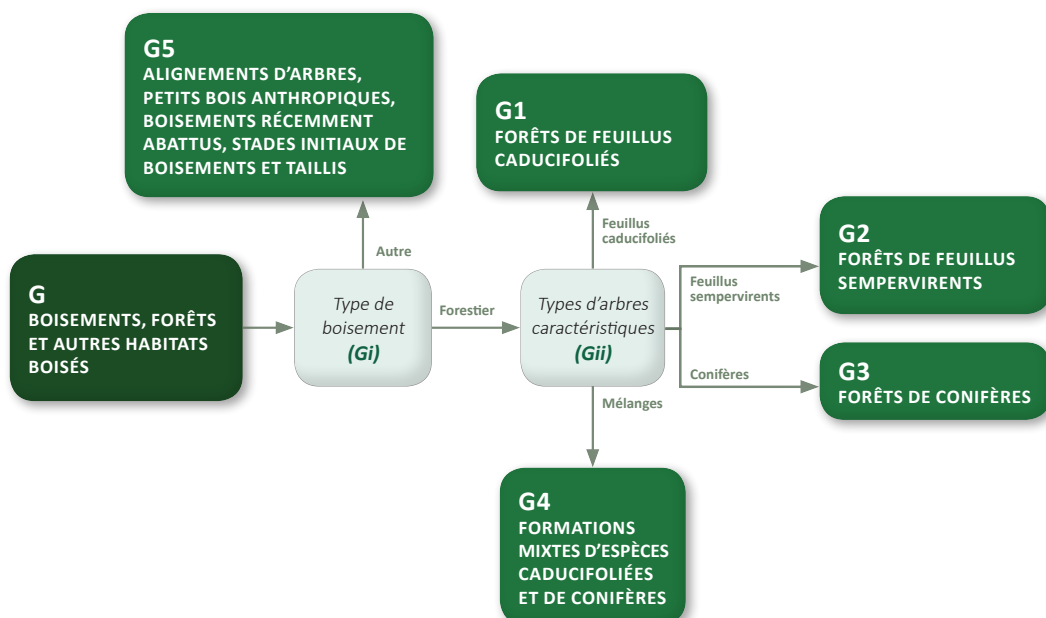 G5
ALIGNEMENTS D’ARBRES,
PETITS BOIS ANTHROPIQUES,
BOISEMENTS RÉCEMMENT
ABATTUS, STADES INITIAUX DE
BOISEMENTS ET TAILLIS
G1
FORÊTS DE FEUILLUS
CADUCIFOLIÉS
Autre
Feuillus
caducifoliés
G
BOISEMENTS, FORÊTS
ET AUTRES HABITATS
BOISÉS
Type de
boisement
(Gi)
Forestier
Types d’arbres
caractéristiques
(Gii)
Feuillus
sempervirents
G2
FORÊTS DE FEUILLUS
SEMPERVIRENTS
Conifères
G3
FORÊTS DE CONIFÈRES
Mélanges
G4
FORMATIONS
MIXTES D’ESPÈCES
CADUCIFOLIÉES
ET DE CONIFÈRES